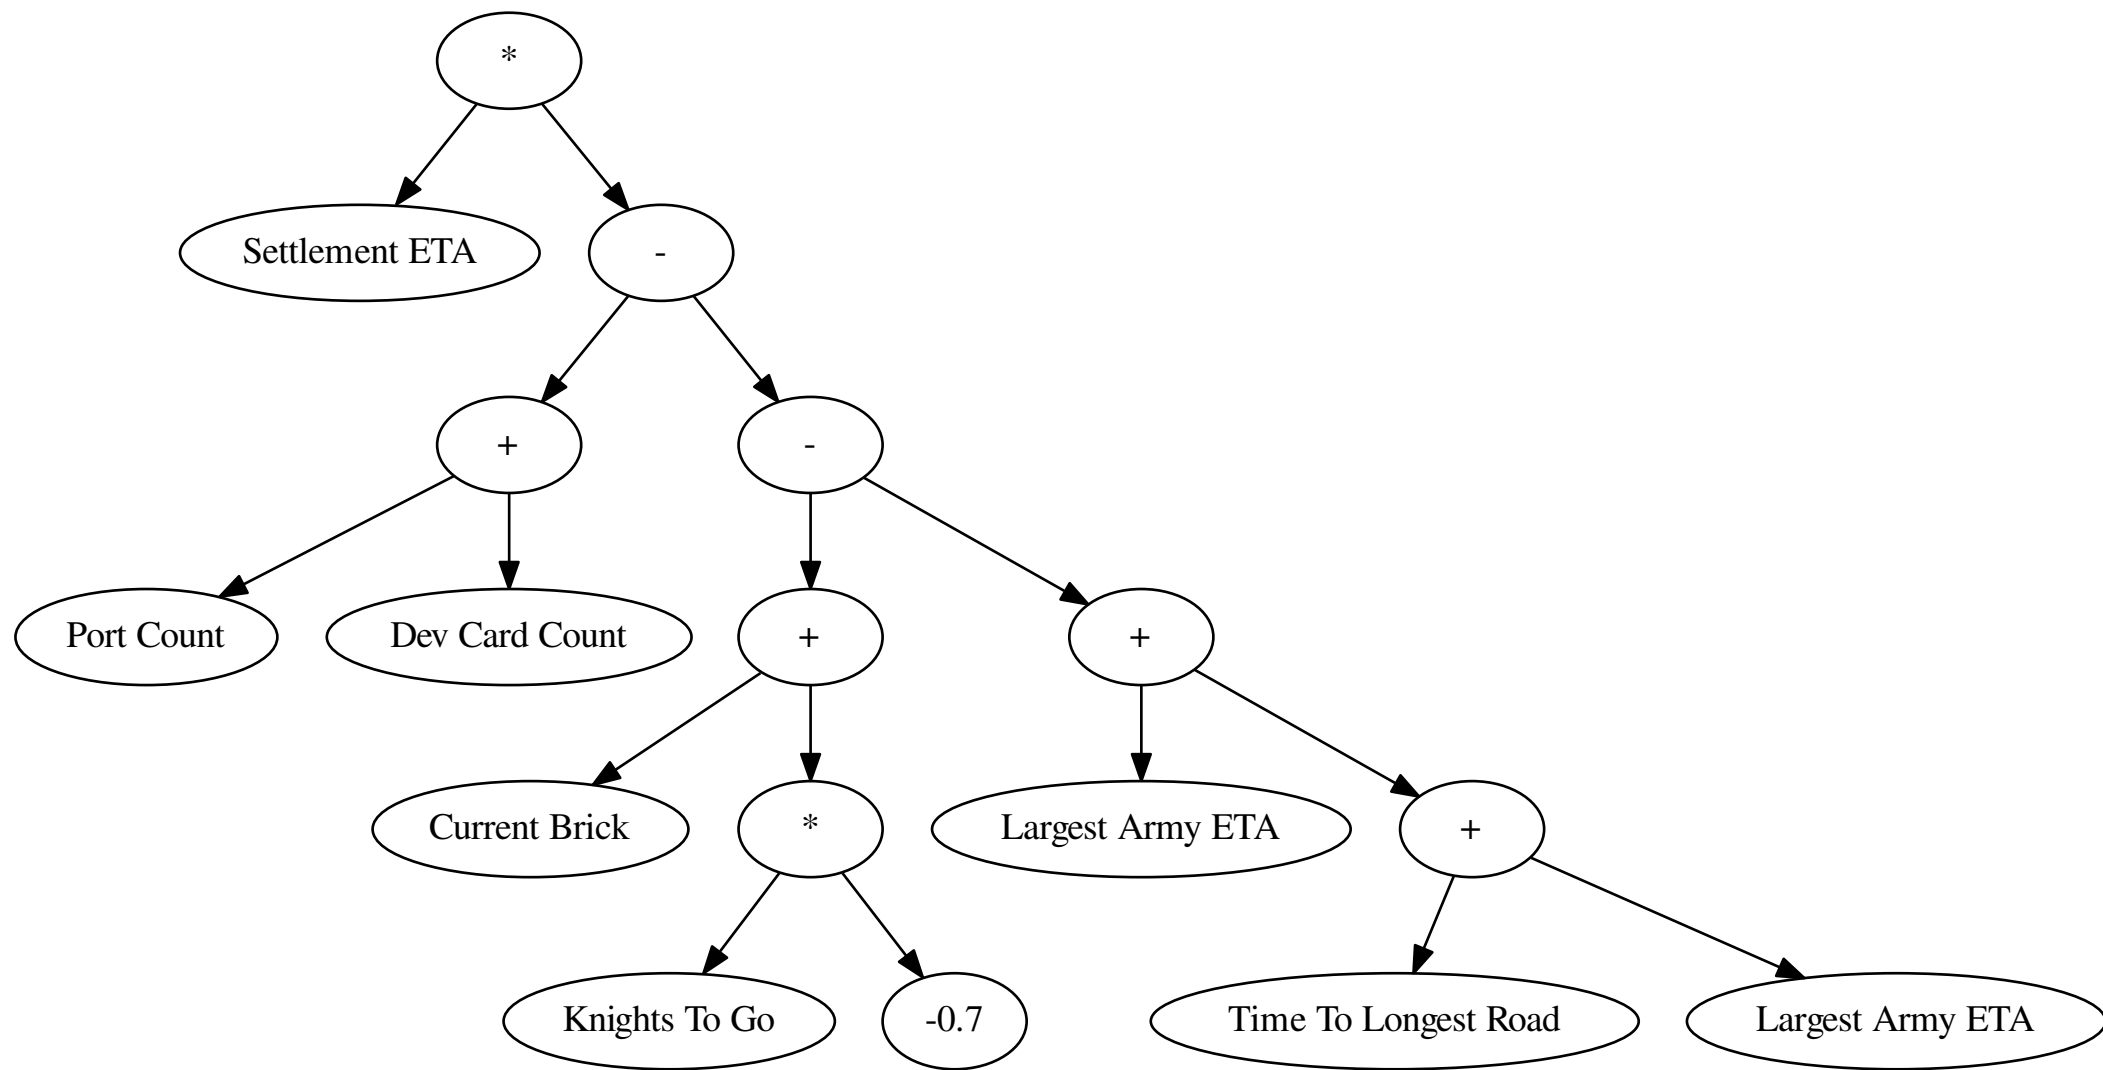 *
Settlement ETA
-
+
-
Port Count
Dev Card Count
+
+
Current Brick
*
Largest Army ETA
+
Knights To Go
-0.7
Time To Longest Road
Largest Army ETA